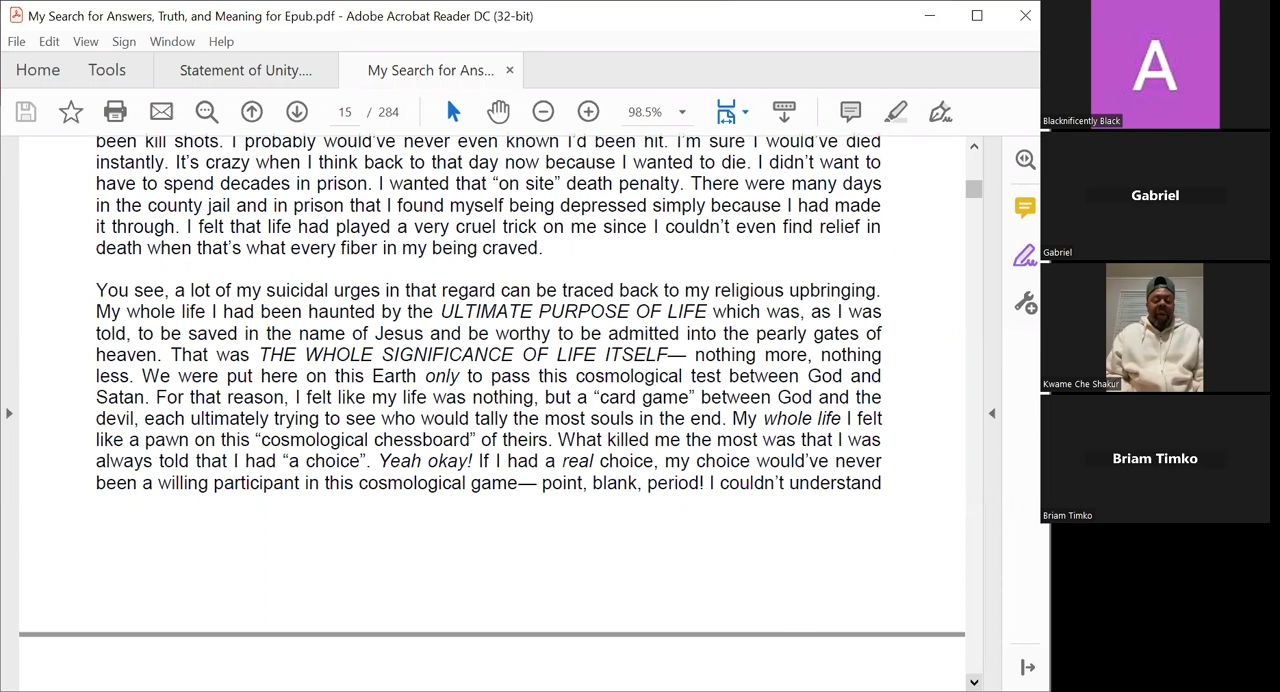 My Search for Answers, Truth, and Meaning for Epub.pdf - Adobe Acrobat Reader DC (32-bit)
File Edit View Sign Window Help
Home Tools Statement of Unity.... My Search for Ans... ×
15 / 284 98.5%
been kill shots. I probably would've never even known I'd been hit. I'm sure I would've died
instantly. It's crazy when I think back to that day now because I wanted to die. I didn't want to
have to spend decades in prison. I wanted that “on site” death penalty. There were many days
in the county jail and in prison that I found myself being depressed simply because I had made
it through. I felt that life had played a very cruel trick on me since I couldn't even find relief in
death when that's what every fiber in my being craved.
You see, a lot of my suicidal urges in that regard can be traced back to my religious upbringing.
My whole life I had been haunted by the ULTIMATE PURPOSE OF LIFE which was, as I was
told, to be saved in the name of Jesus and be worthy to be admitted into the pearly gates of
heaven. That was THE WHOLE SIGNIFICANCE OF LIFE ITSELF— nothing more, nothing
less. We were put here on this Earth only to pass this cosmological test between God and
Satan. For that reason, I felt like my life was nothing, but a “card game” between God and the
devil, each ultimately trying to see who would tally the most souls in the end. My whole life I felt
like a pawn on this “cosmological chessboard” of theirs. What killed me the most was that I was
always told that I had “a choice”. Yeah okay! If I had a real choice, my choice would've never
been a willing participant in this cosmological game— point, blank, period! I couldn't understand
A
Blacknificently Black
Gabriel
Gabriel
Kwame Che Shakur
Briam Timko
Briam Timko